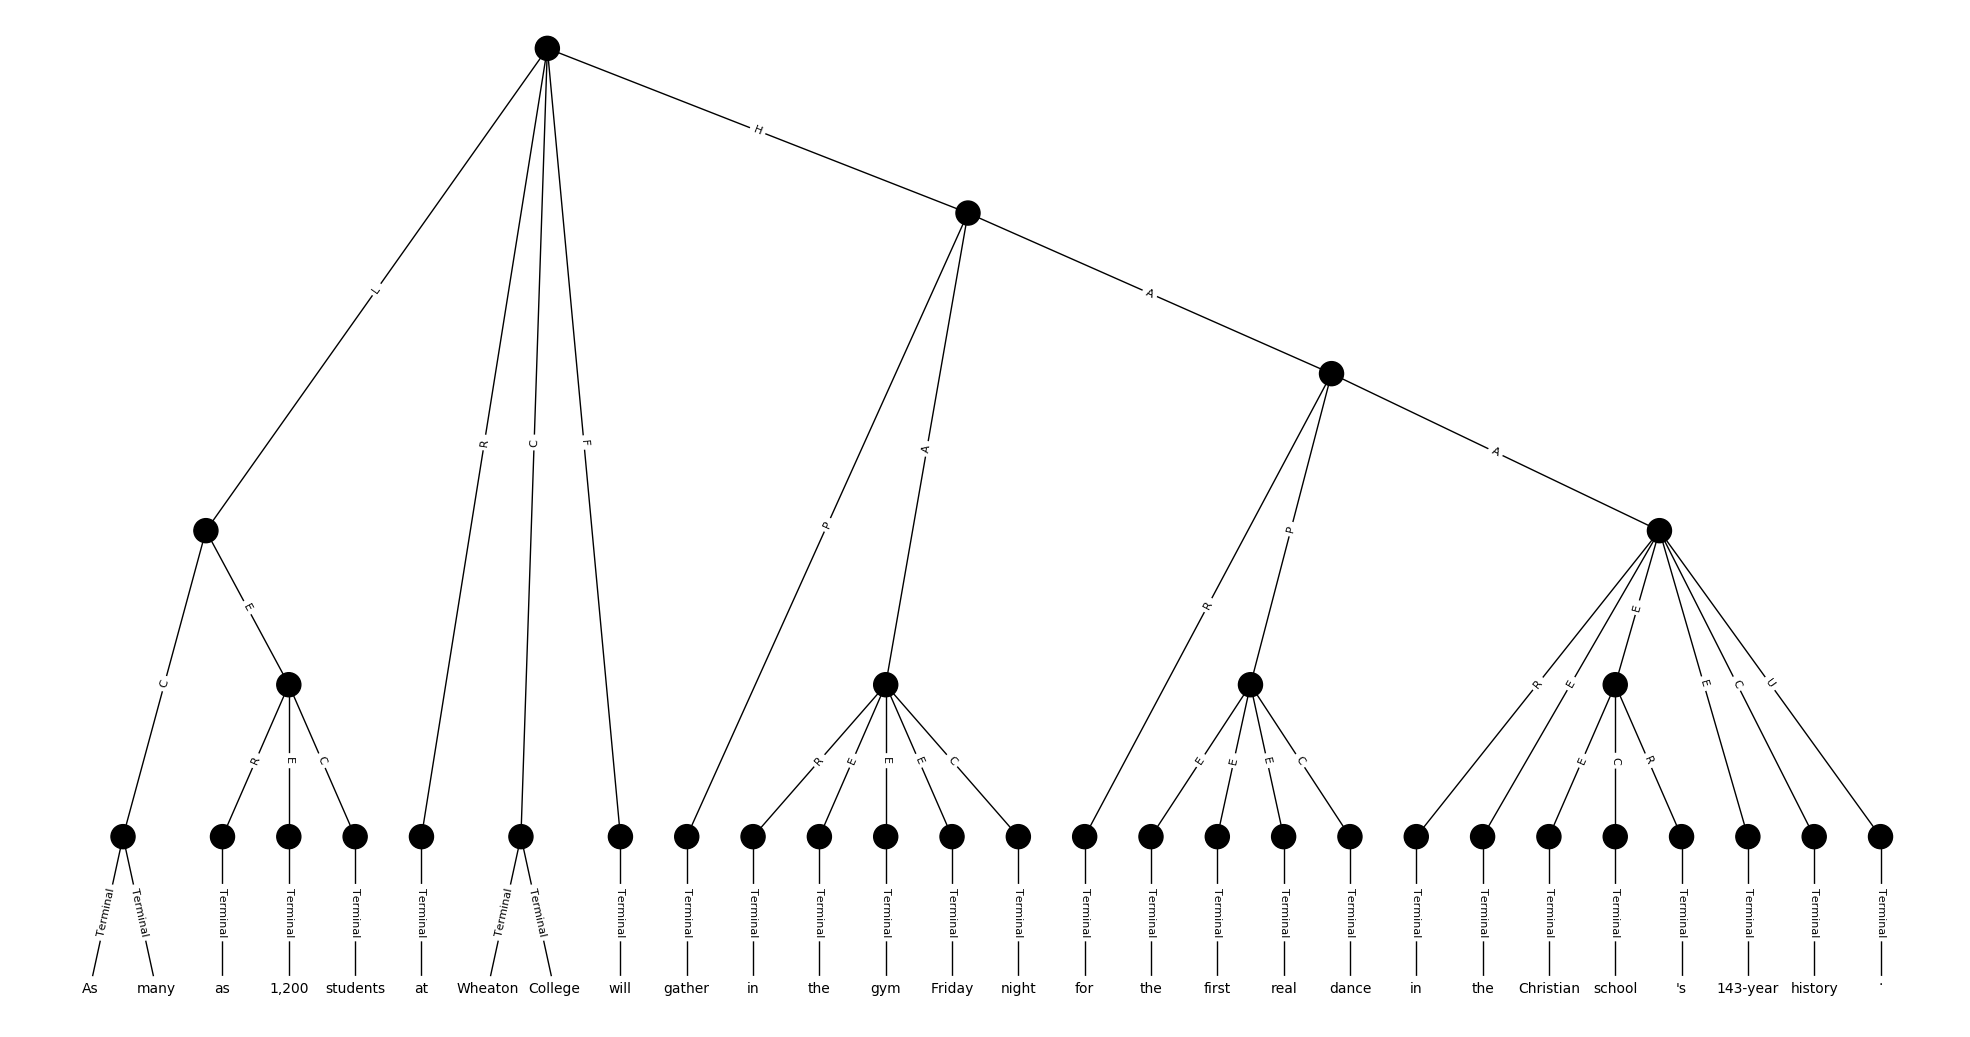 H
L
A
R
C
F
A
A
P
P
E
R
E
C
R
E
E
E
C
U
R
E
C
R
E
E
E
C
E
E
E
C
E
C
R
Terminal Terminal Terminal Terminal Terminal Terminal Terminal Terminal Terminal Terminal Terminal Terminal Terminal Terminal Terminal Terminal Terminal Terminal Terminal Terminal Terminal Terminal Terminal Terminal Terminal Terminal Terminal Terminal
As many as 1,200 students at Wheaton College will gather in the gym Friday night for the first real dance in the Christian school 's 143-year history .